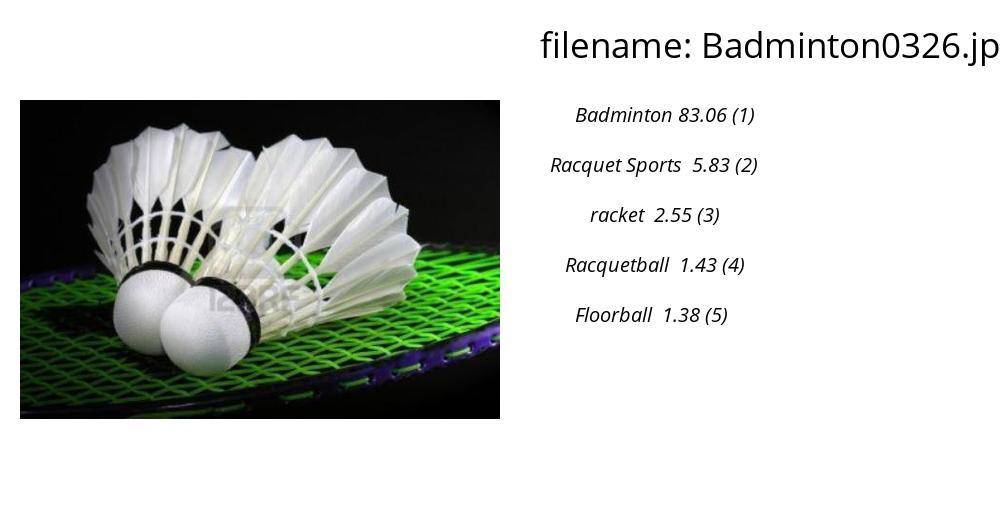 filename: Badminton0326.jp
Badminton 83.06 (1)
Racquet Sports 5.83 (2)
racket 2.55 (3)
Racquetball 1.43 (4)
Floorball 1.38 (5)